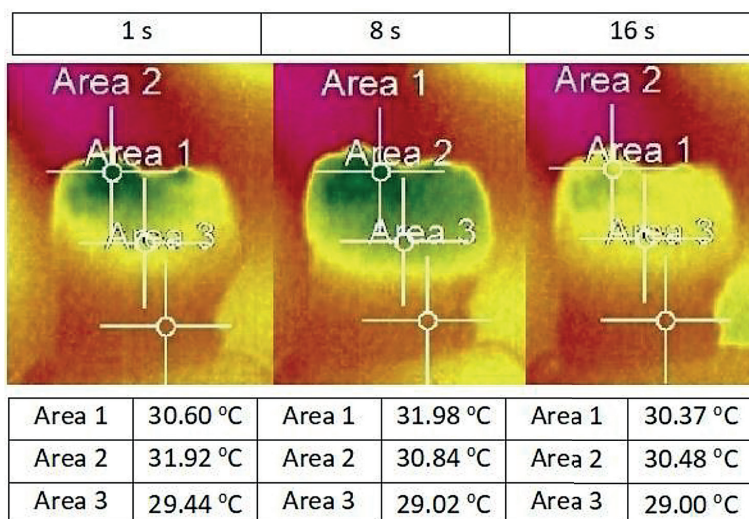 1 s 8 s 16 s
Area 2 Area 1 Area 2
Area 1 Area 2 Area 1
Area 3 Area 3 Area 3
Area 1 30.60 °C Area 1 31.98 °C Area 1 30.37 °C
Area 2 31.92 °C Area 2 30.84 °C Area 2 30.48 °C
Area 3 29.44 °C Area 3 29.02 °C Area 3 29.00 °C